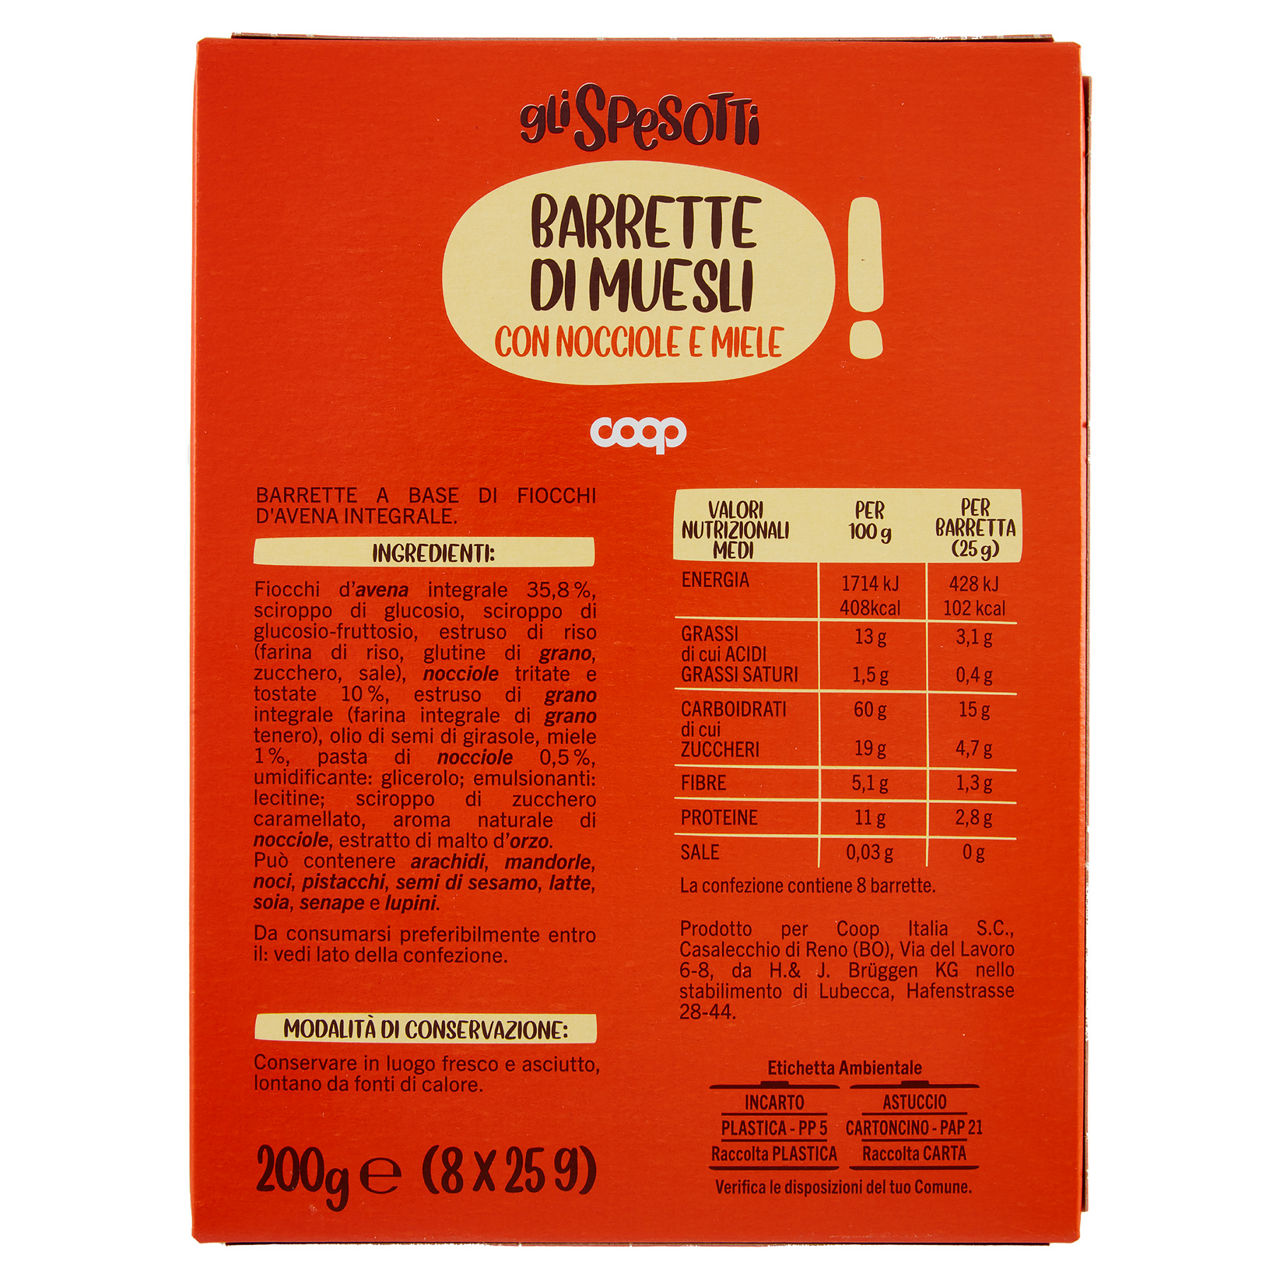 gli Spesotti
BARRETTE
DI MUESLI
CON NOCCIOLE E MIELE
!
coop
BARRETTE A BASE DI FIOCCHI
D'AVENA INTEGRALE.
INGREDIENTI:
Fiocchi d'avena integrale 35,8%,
sciroppo di glucosio, sciroppo di
glucosio-fruttosio, estruso di riso
(farina di riso, glutine di grano,
zucchero, sale), nocciole tritate e
tostate 10%, estruso di grano
integrale (farina integrale di grano
tenero), olio di semi di girasole, miele
1%, pasta di nocciole 0,5%,
umidificante: glicerolo; emulsionanti:
lecitine; sciroppo di zucchero
caramellato, aroma naturale di
nocciole, estratto di malto d'orzo.
Può contenere arachidi, mandorle,
noci, pistacchi, semi di sesamo, latte,
soia, senape e lupini.
Da consumarsi preferibilmente entro
il: vedi lato della confezione.
MODALITÀ DI CONSERVAZIONE:
Conservare in luogo fresco e asciutto,
lontano da fonti di calore.
200g ℮ (8 X 25 g)
VALORI NUTRIZIONALI MEDI PER 100 g PER BARRETTA (25 g)
ENERGIA 1714 kJ 428 kJ
408kcal 102 kcal
GRASSI 13 g 3,1 g
di cui ACIDI
GRASSI SATURI 1,5 g 0,4 g
CARBOIDRATI 60 g 15 g
di cui
ZUCCHERI 19 g 4,7 g
FIBRE 5,1 g 1,3 g
PROTEINE 11 g 2,8 g
SALE 0,03 g 0 g
La confezione contiene 8 barrette.
Prodotto per Coop Italia S.C.,
Casalecchio di Reno (BO), Via del Lavoro
6-8, da H.& J. Brüggen KG nello
stabilimento di Lubecca, Hafenstrasse
28-44.
Etichetta Ambientale
INCARTO ASTUCCIO
PLASTICA - PP 5 CARTONCINO - PAP 21
Raccolta PLASTICA Raccolta CARTA
Verifica le disposizioni del tuo Comune.